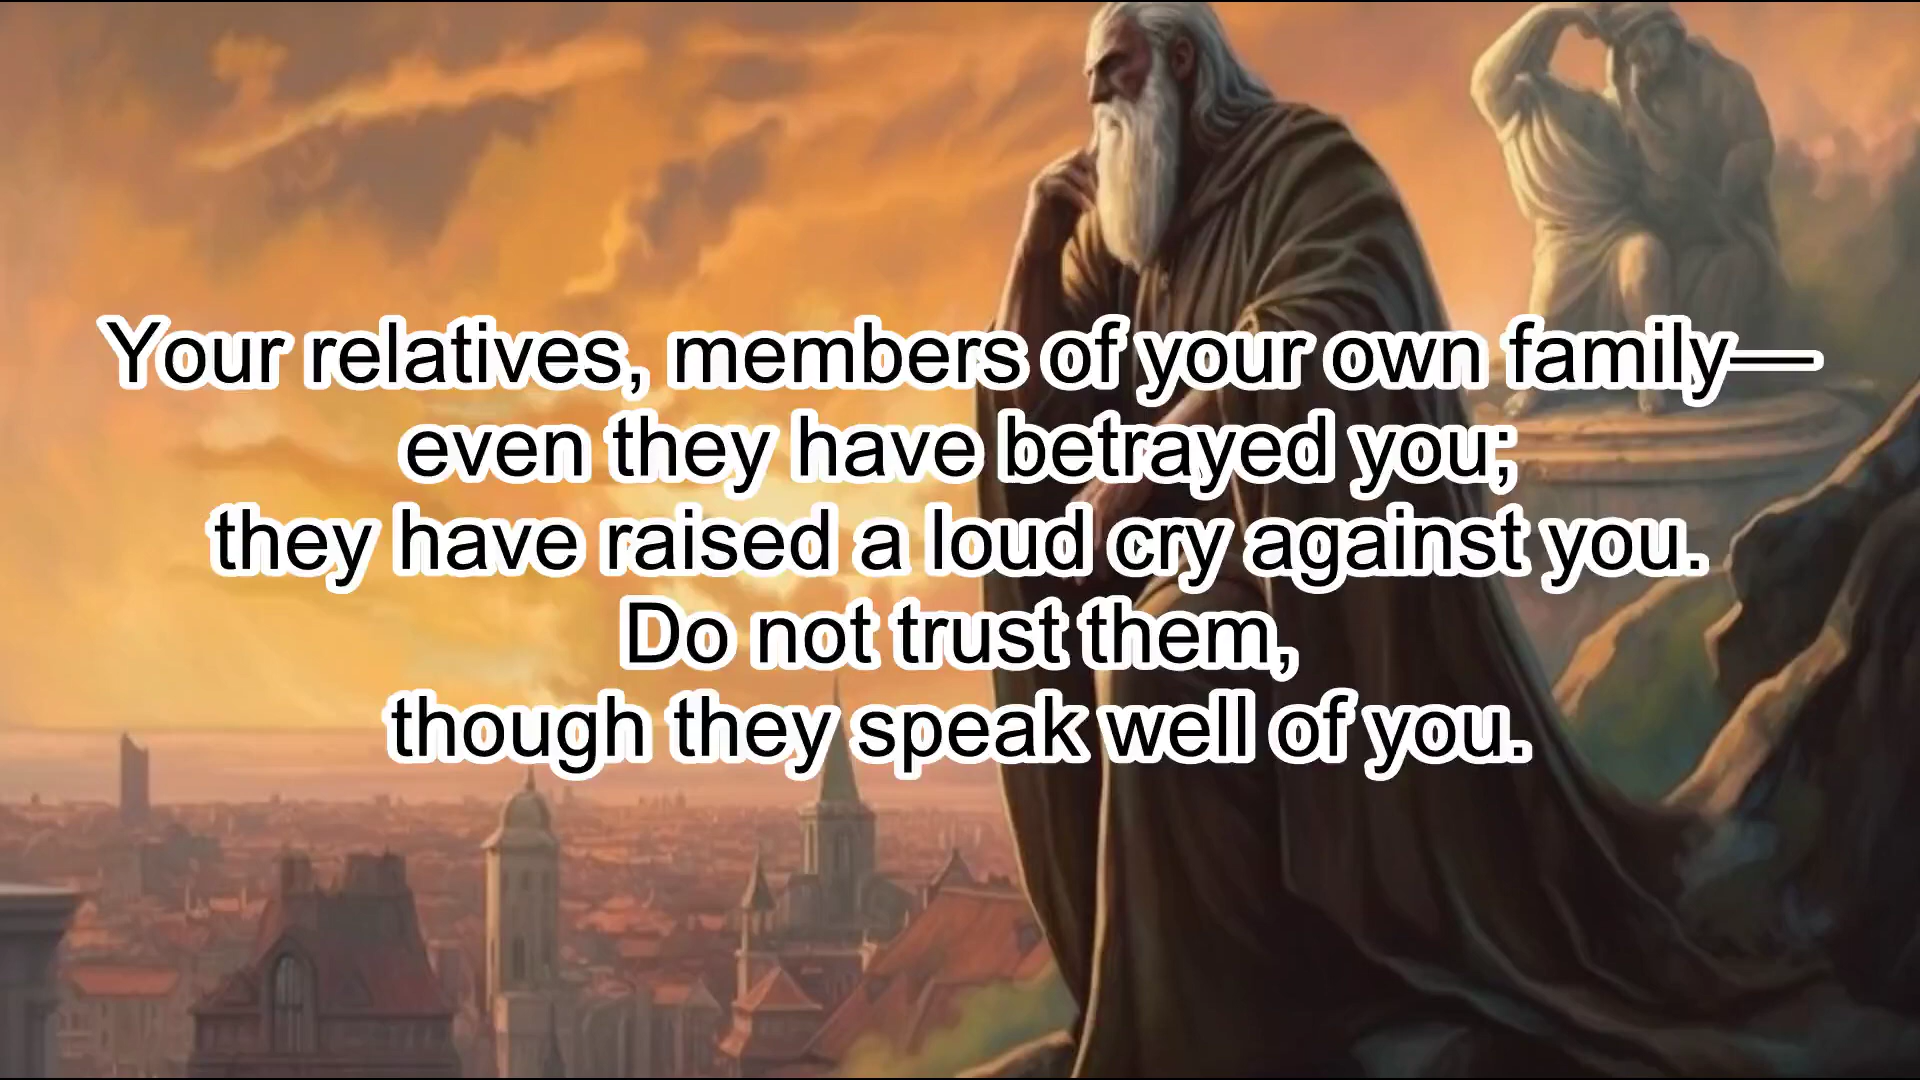 Your relatives, members of your own family—
even they have betrayed you;
they have raised a loud cry against you.
Do not trust them,
though they speak well of you.